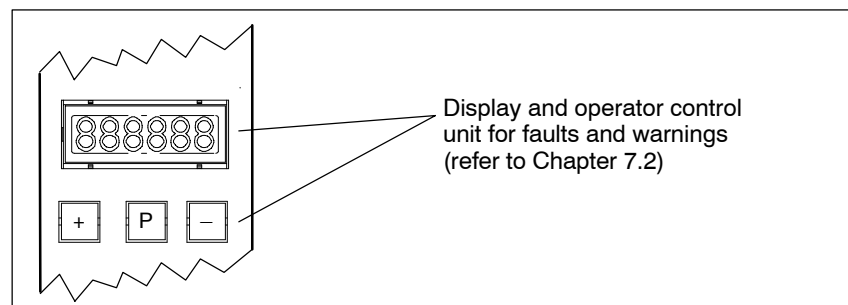 Display and operator control
unit for faults and warnings
(refer to Chapter 7.2)
+ P –